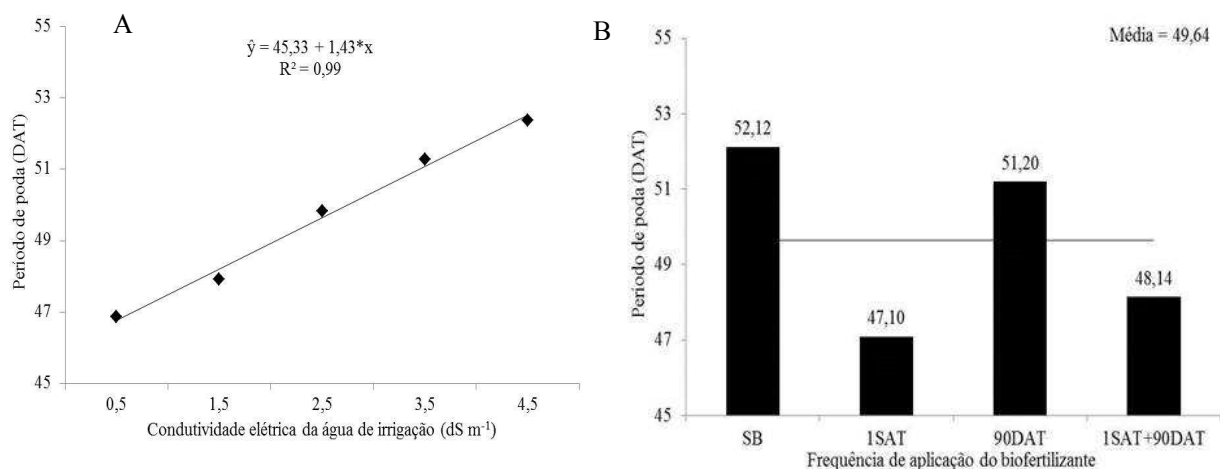 A
ŷ = 45,33 + 1,43*x
R² = 0,99
Período de poda (DAT)
55
53
51
49
47
45
0,5 1,5 2,5 3,5 4,5
Condutividade elétrica da água de irrigação (dS m⁻¹)
B
Média = 49,64
Período de poda (DAT)
55
53
51
49
47
45
52,12
47,10
51,20
48,14
SB 1SAT 90DAT 1SAT+90DAT
Frequência de aplicação do biofertilizante